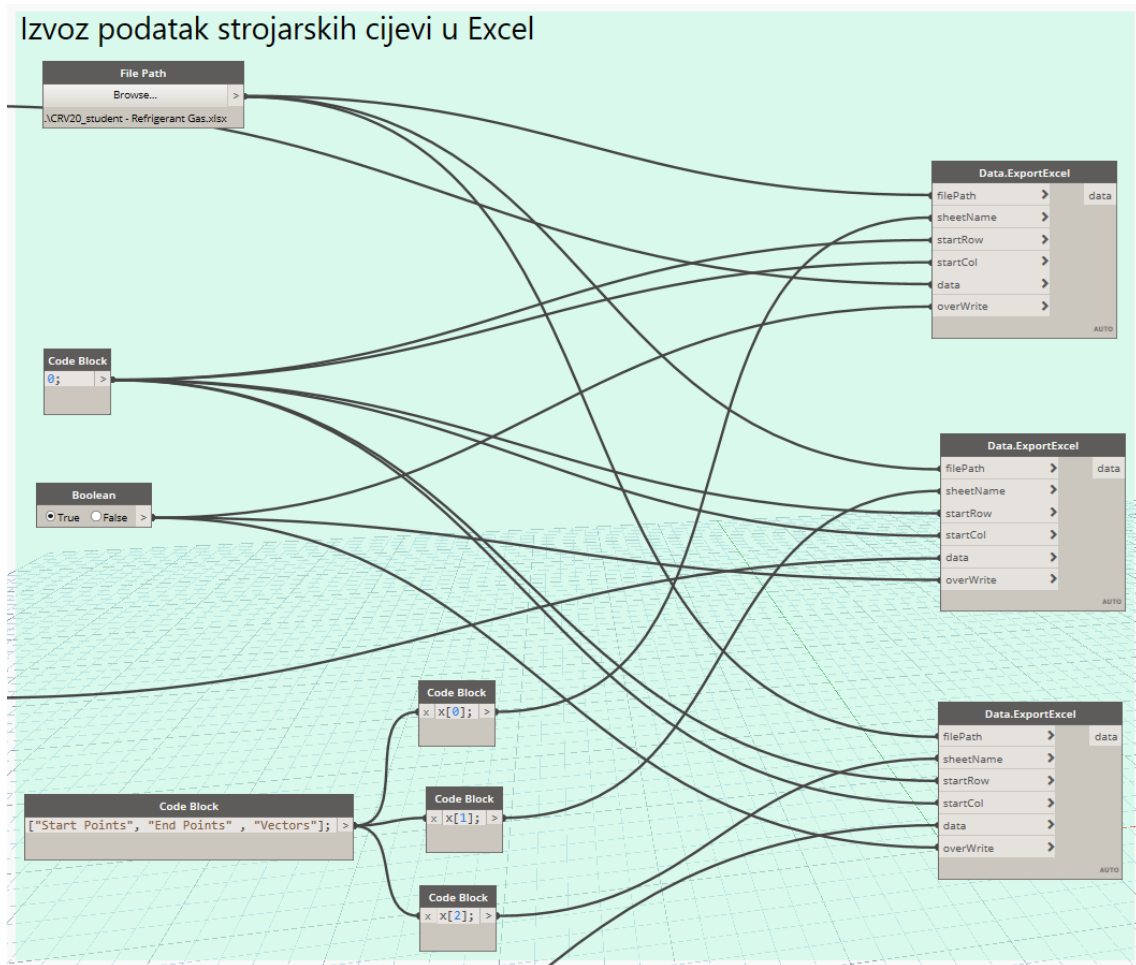 Izvoz podatak strojarskih cijevi u Excel
File Path
Browse...
>
.\CRV20_student - Refrigerant Gas.xlsx
Data.ExportExcel
filePath > data
sheetName >
startRow >
startCol >
data >
overWrite >
AUTO
Code Block
0; >
Data.ExportExcel
filePath > data
sheetName >
startRow >
startCol >
data >
overWrite >
AUTO
Boolean
True False >
Code Block
x x[0]; >
Data.ExportExcel
filePath > data
sheetName >
startRow >
startCol >
data >
overWrite >
AUTO
Code Block
["Start Points", "End Points" , "Vectors"]; >
Code Block
x x[1]; >
Code Block
x x[2]; >